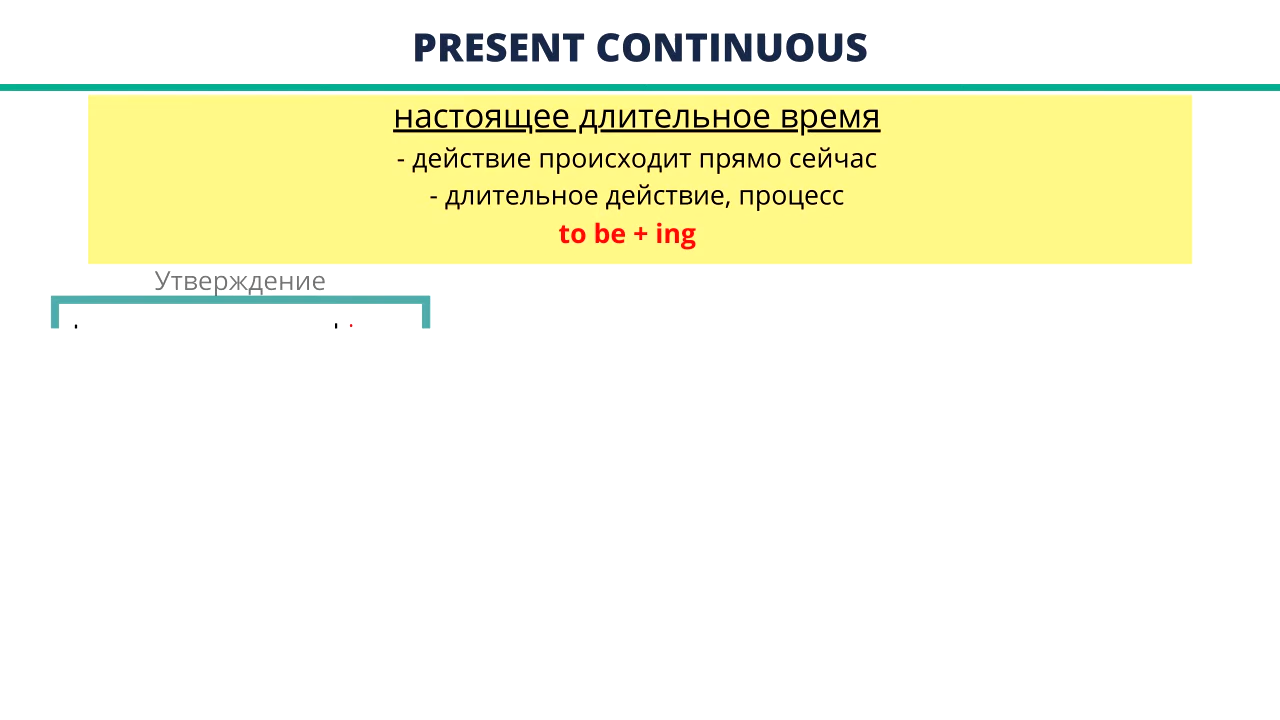 PRESENT CONTINUOUS
настоящее длительное время
- действие происходит прямо сейчас
- длительное действие, процесс
to be + ing
Утверждение